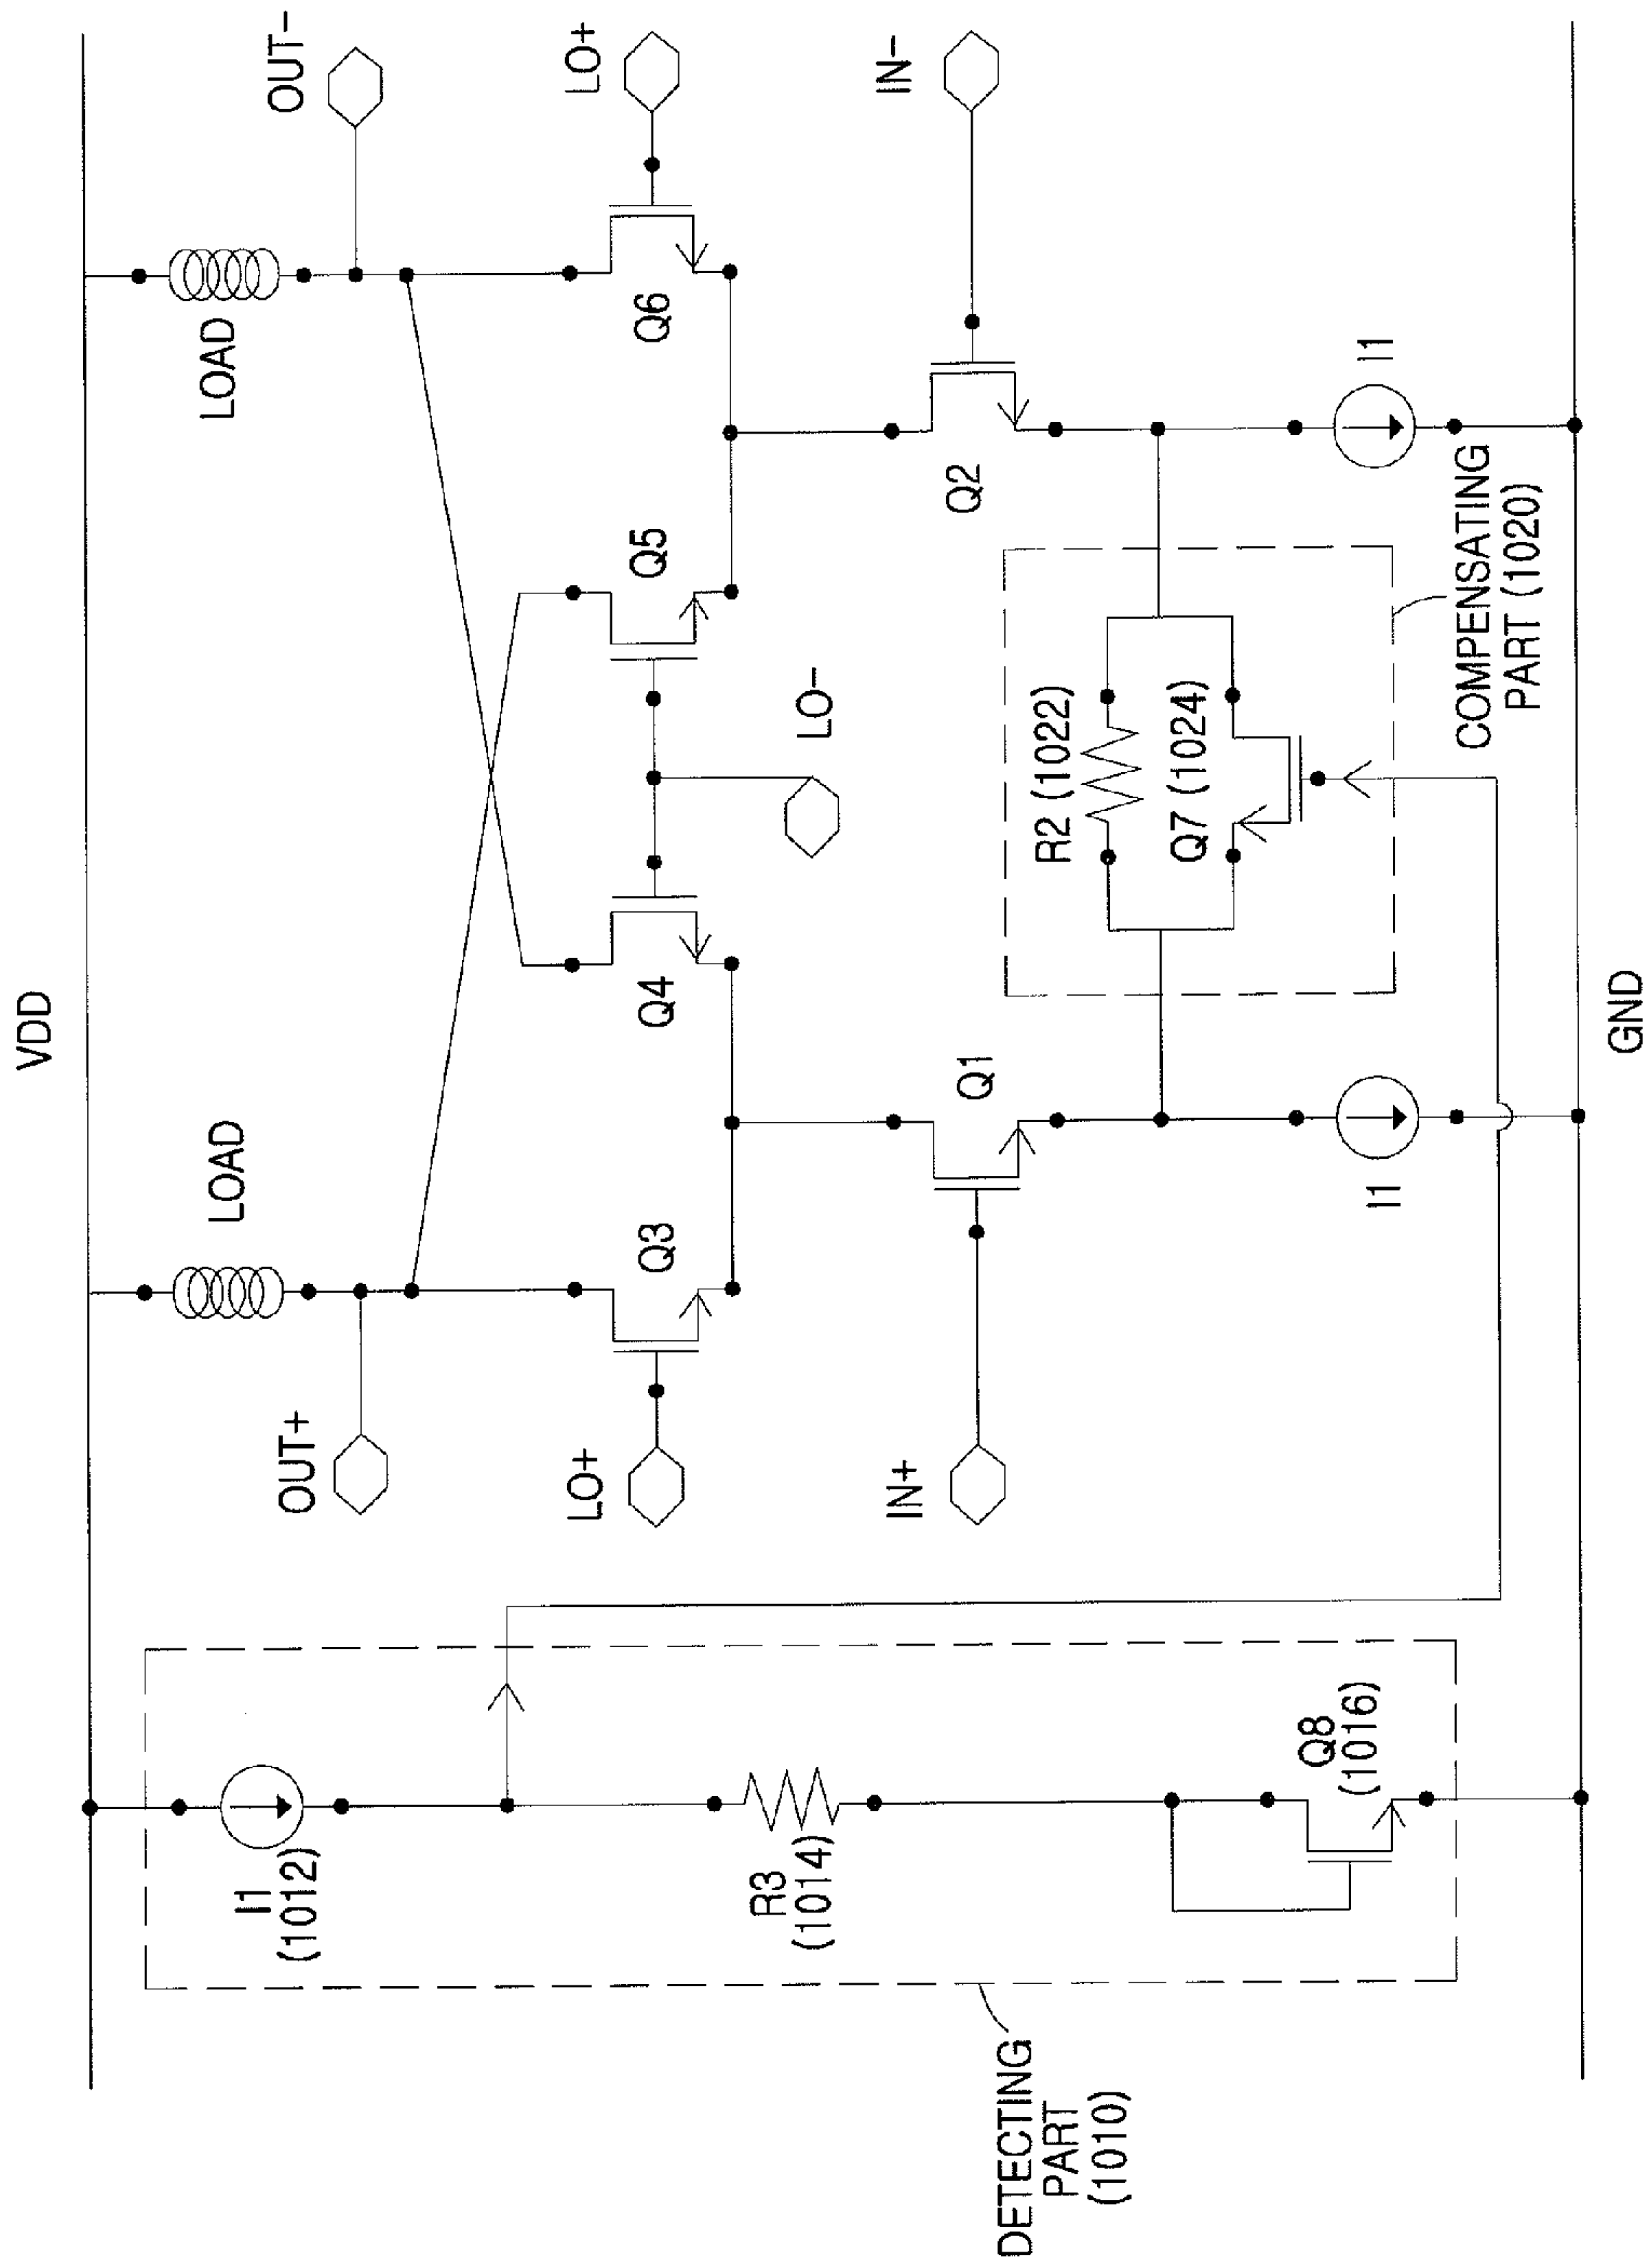 VDD
LOAD
LOAD
OUT+
OUT-
I1
(1012)
LO+
Q3
Q4
Q5
Q6
LO+
LO-
R3
(1014)
IN+
Q1
Q2
IN-
R2 (1022)
Q7 (1024)
Q8
(1016)
I1
I1
DETECTING
PART
(1010)
COMPENSATING
PART (1020)
GND